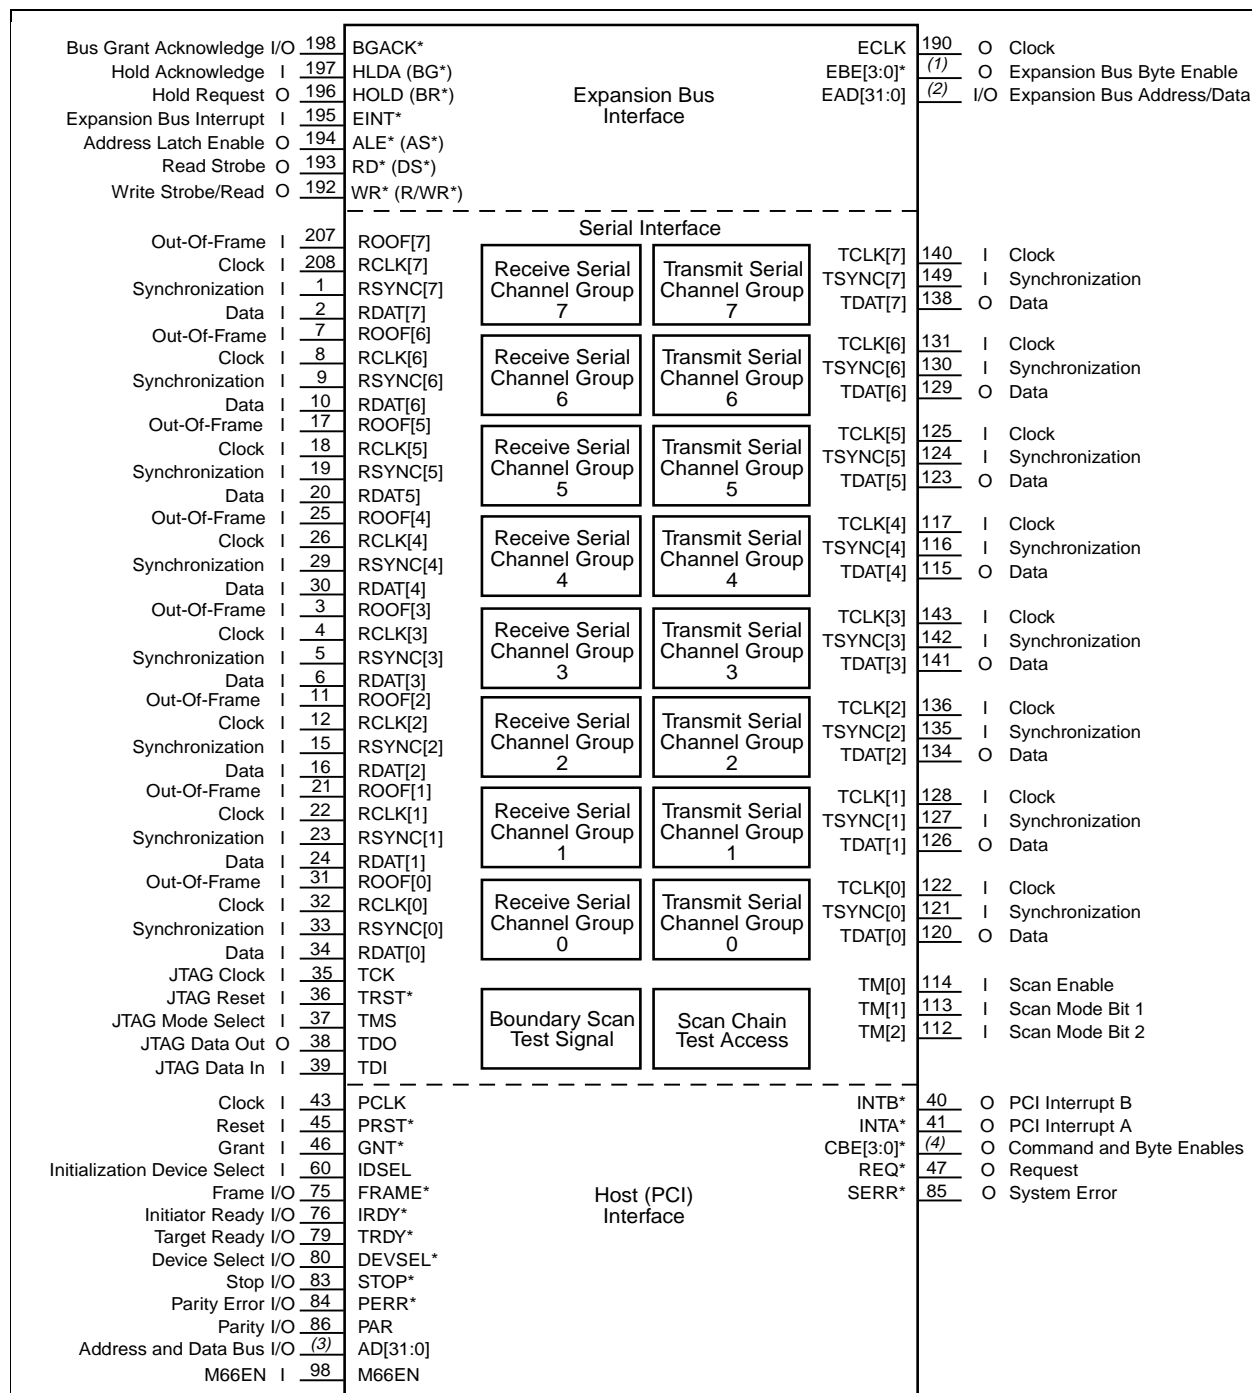 Bus Grant Acknowledge I/O 198 BGACK* ECLK 190 O Clock
Hold Acknowledge I 197 HLDA (BG*) EBE[3:0]* (1) O Expansion Bus Byte Enable
Hold Request O 196 HOLD (BR*) EAD[31:0] (2) I/O Expansion Bus Address/Data
Expansion Bus
Interface
Expansion Bus Interrupt I 195 EINT*
Address Latch Enable O 194 ALE* (AS*)
Read Strobe O 193 RD* (DS*)
Write Strobe/Read O 192 WR* (R/WR*)
Serial Interface
Out-Of-Frame I 207 ROOF[7]
Clock I 208 RCLK[7]
Synchronization I 1 RSYNC[7]
Data I 2 RDAT[7]
Receive Serial
Channel Group
7
Transmit Serial
Channel Group
7
TCLK[7] 140 I Clock
TSYNC[7] 149 I Synchronization
TDAT[7] 138 O Data
Out-Of-Frame I 7 ROOF[6]
Clock I 8 RCLK[6]
Synchronization I 9 RSYNC[6]
Data I 10 RDAT[6]
Receive Serial
Channel Group
6
Transmit Serial
Channel Group
6
TCLK[6] 131 I Clock
TSYNC[6] 130 I Synchronization
TDAT[6] 129 O Data
Out-Of-Frame I 17 ROOF[5]
Clock I 18 RCLK[5]
Synchronization I 19 RSYNC[5]
Data I 20 RDAT5]
Receive Serial
Channel Group
5
Transmit Serial
Channel Group
5
TCLK[5] 125 I Clock
TSYNC[5] 124 I Synchronization
TDAT[5] 123 O Data
Out-Of-Frame I 25 ROOF[4]
Clock I 26 RCLK[4]
Synchronization I 29 RSYNC[4]
Data I 30 RDAT[4]
Receive Serial
Channel Group
4
Transmit Serial
Channel Group
4
TCLK[4] 117 I Clock
TSYNC[4] 116 I Synchronization
TDAT[4] 115 O Data
Out-Of-Frame I 3 ROOF[3]
Clock I 4 RCLK[3]
Synchronization I 5 RSYNC[3]
Data I 6 RDAT[3]
Receive Serial
Channel Group
3
Transmit Serial
Channel Group
3
TCLK[3] 143 I Clock
TSYNC[3] 142 I Synchronization
TDAT[3] 141 O Data
Out-Of-Frame I 11 ROOF[2]
Clock I 12 RCLK[2]
Synchronization I 15 RSYNC[2]
Data I 16 RDAT[2]
Receive Serial
Channel Group
2
Transmit Serial
Channel Group
2
TCLK[2] 136 I Clock
TSYNC[2] 135 I Synchronization
TDAT[2] 134 O Data
Out-Of-Frame I 21 ROOF[1]
Clock I 22 RCLK[1]
Synchronization I 23 RSYNC[1]
Data I 24 RDAT[1]
Receive Serial
Channel Group
1
Transmit Serial
Channel Group
1
TCLK[1] 128 I Clock
TSYNC[1] 127 I Synchronization
TDAT[1] 126 O Data
Out-Of-Frame I 31 ROOF[0]
Clock I 32 RCLK[0]
Synchronization I 33 RSYNC[0]
Data I 34 RDAT[0]
Receive Serial
Channel Group
0
Transmit Serial
Channel Group
0
TCLK[0] 122 I Clock
TSYNC[0] 121 I Synchronization
TDAT[0] 120 O Data
JTAG Clock I 35 TCK
JTAG Reset I 36 TRST*
JTAG Mode Select I 37 TMS
JTAG Data Out O 38 TDO
JTAG Data In I 39 TDI
Boundary Scan
Test Signal
Scan Chain
Test Access
TM[0] 114 I Scan Enable
TM[1] 113 I Scan Mode Bit 1
TM[2] 112 I Scan Mode Bit 2
Clock I 43 PCLK INTB* 40 O PCI Interrupt B
Reset I 45 PRST* INTA* 41 O PCI Interrupt A
Grant I 46 GNT* CBE[3:0]* (4) O Command and Byte Enables
Initialization Device Select I 60 IDSEL REQ* 47 O Request
Frame I/O 75 FRAME* SERR* 85 O System Error
Host (PCI)
Interface
Initiator Ready I/O 76 IRDY*
Target Ready I/O 79 TRDY*
Device Select I/O 80 DEVSEL*
Stop I/O 83 STOP*
Parity Error I/O 84 PERR*
Parity I/O 86 PAR
Address and Data Bus I/O (3) AD[31:0]
M66EN I 98 M66EN